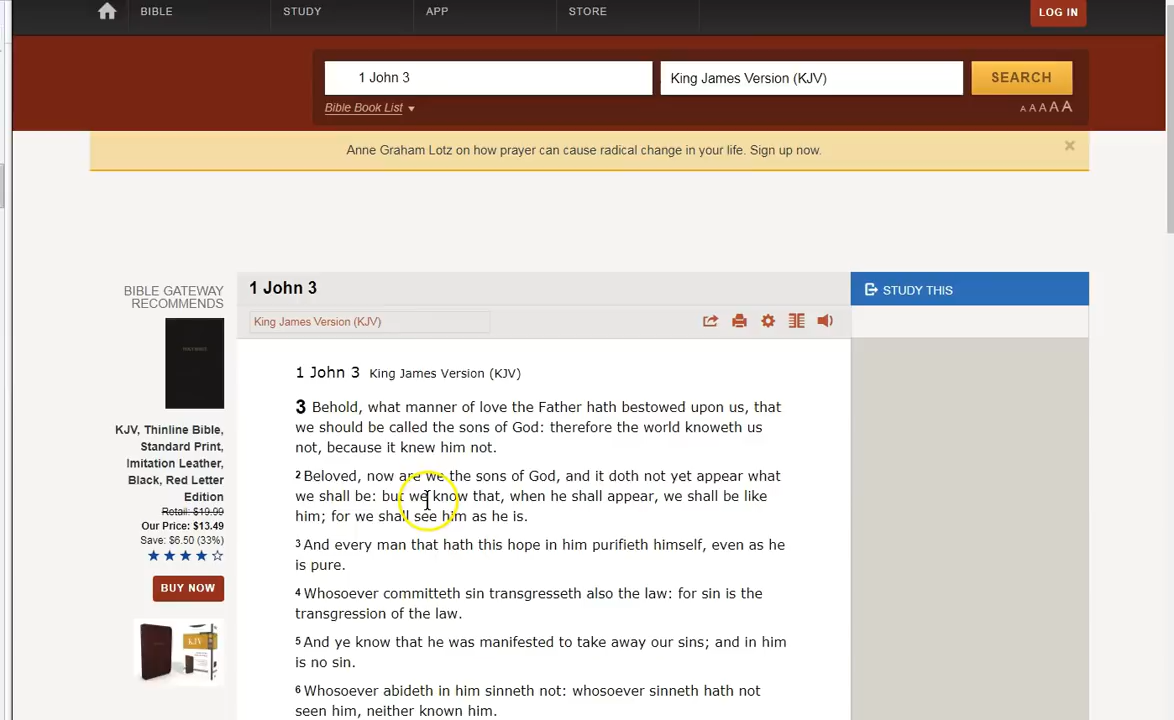 BIBLE STUDY APP STORE LOG IN
1 John 3 King James Version (KJV) SEARCH
Bible Book List A A A A A
Anne Graham Lotz on how prayer can cause radical change in your life. Sign up now.
BIBLE GATEWAY
RECOMMENDS
HOLY BIBLE
KJV, Thinline Bible,
Standard Print,
Imitation Leather,
Black, Red Letter
Edition
Retail: $19.99
Our Price: $13.49
Save: $6.50 (33%)
BUY NOW
KJV
1 John 3
King James Version (KJV)
1 John 3 King James Version (KJV)
3 Behold, what manner of love the Father hath bestowed upon us, that
we should be called the sons of God: therefore the world knoweth us
not, because it knew him not.
2 Beloved, now are we the sons of God, and it doth not yet appear what
we shall be: but we know that, when he shall appear, we shall be like
him; for we shall see him as he is.
3 And every man that hath this hope in him purifieth himself, even as he
is pure.
4 Whosoever committeth sin transgresseth also the law: for sin is the
transgression of the law.
5 And ye know that he was manifested to take away our sins; and in him
is no sin.
6 Whosoever abideth in him sinneth not: whosoever sinneth hath not
seen him, neither known him.
STUDY THIS